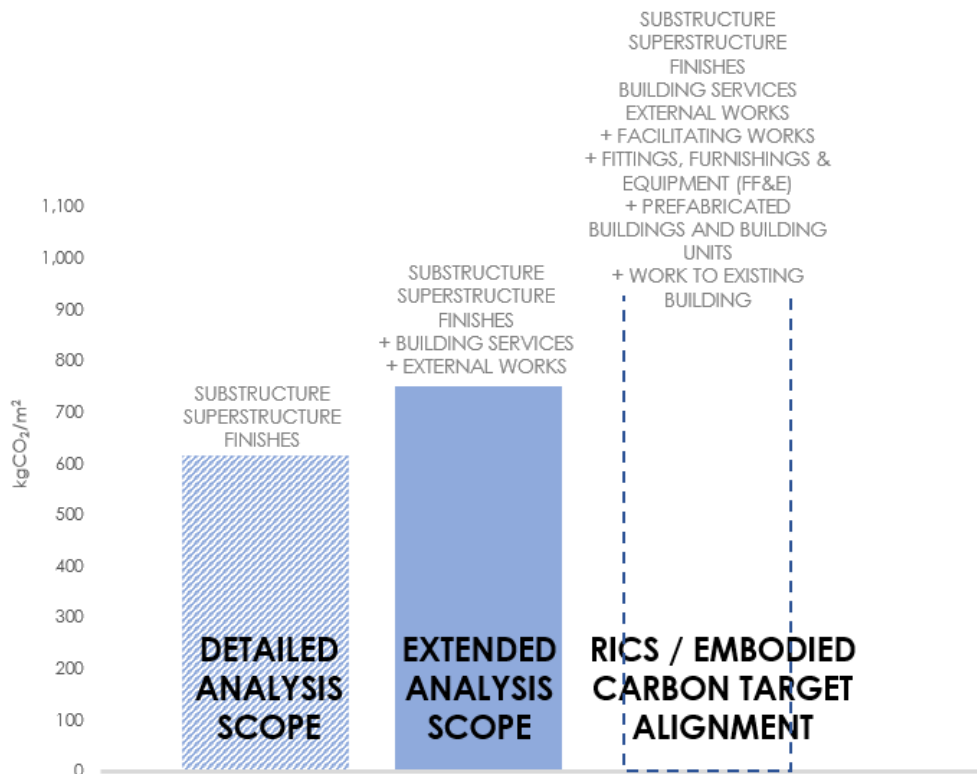 SUBSTRUCTURE
SUPERSTRUCTURE
FINISHES
BUILDING SERVICES
EXTERNAL WORKS
+ FACILITATING WORKS
+ FITTINGS, FURNISHINGS &
EQUIPMENT (FF&E)
+ PREFABRICATED
BUILDINGS AND BUILDING
UNITS
+ WORK TO EXISTING
BUILDING
SUBSTRUCTURE
SUPERSTRUCTURE
FINISHES
+ BUILDING SERVICES
+ EXTERNAL WORKS
SUBSTRUCTURE
SUPERSTRUCTURE
FINISHES
kgCO₂/m²
1,100
1,000
900
800
700
600
500
400
300
200
100
0
DETAILED
ANALYSIS
SCOPE
EXTENDED
ANALYSIS
SCOPE
RICS / EMBODIED
CARBON TARGET
ALIGNMENT